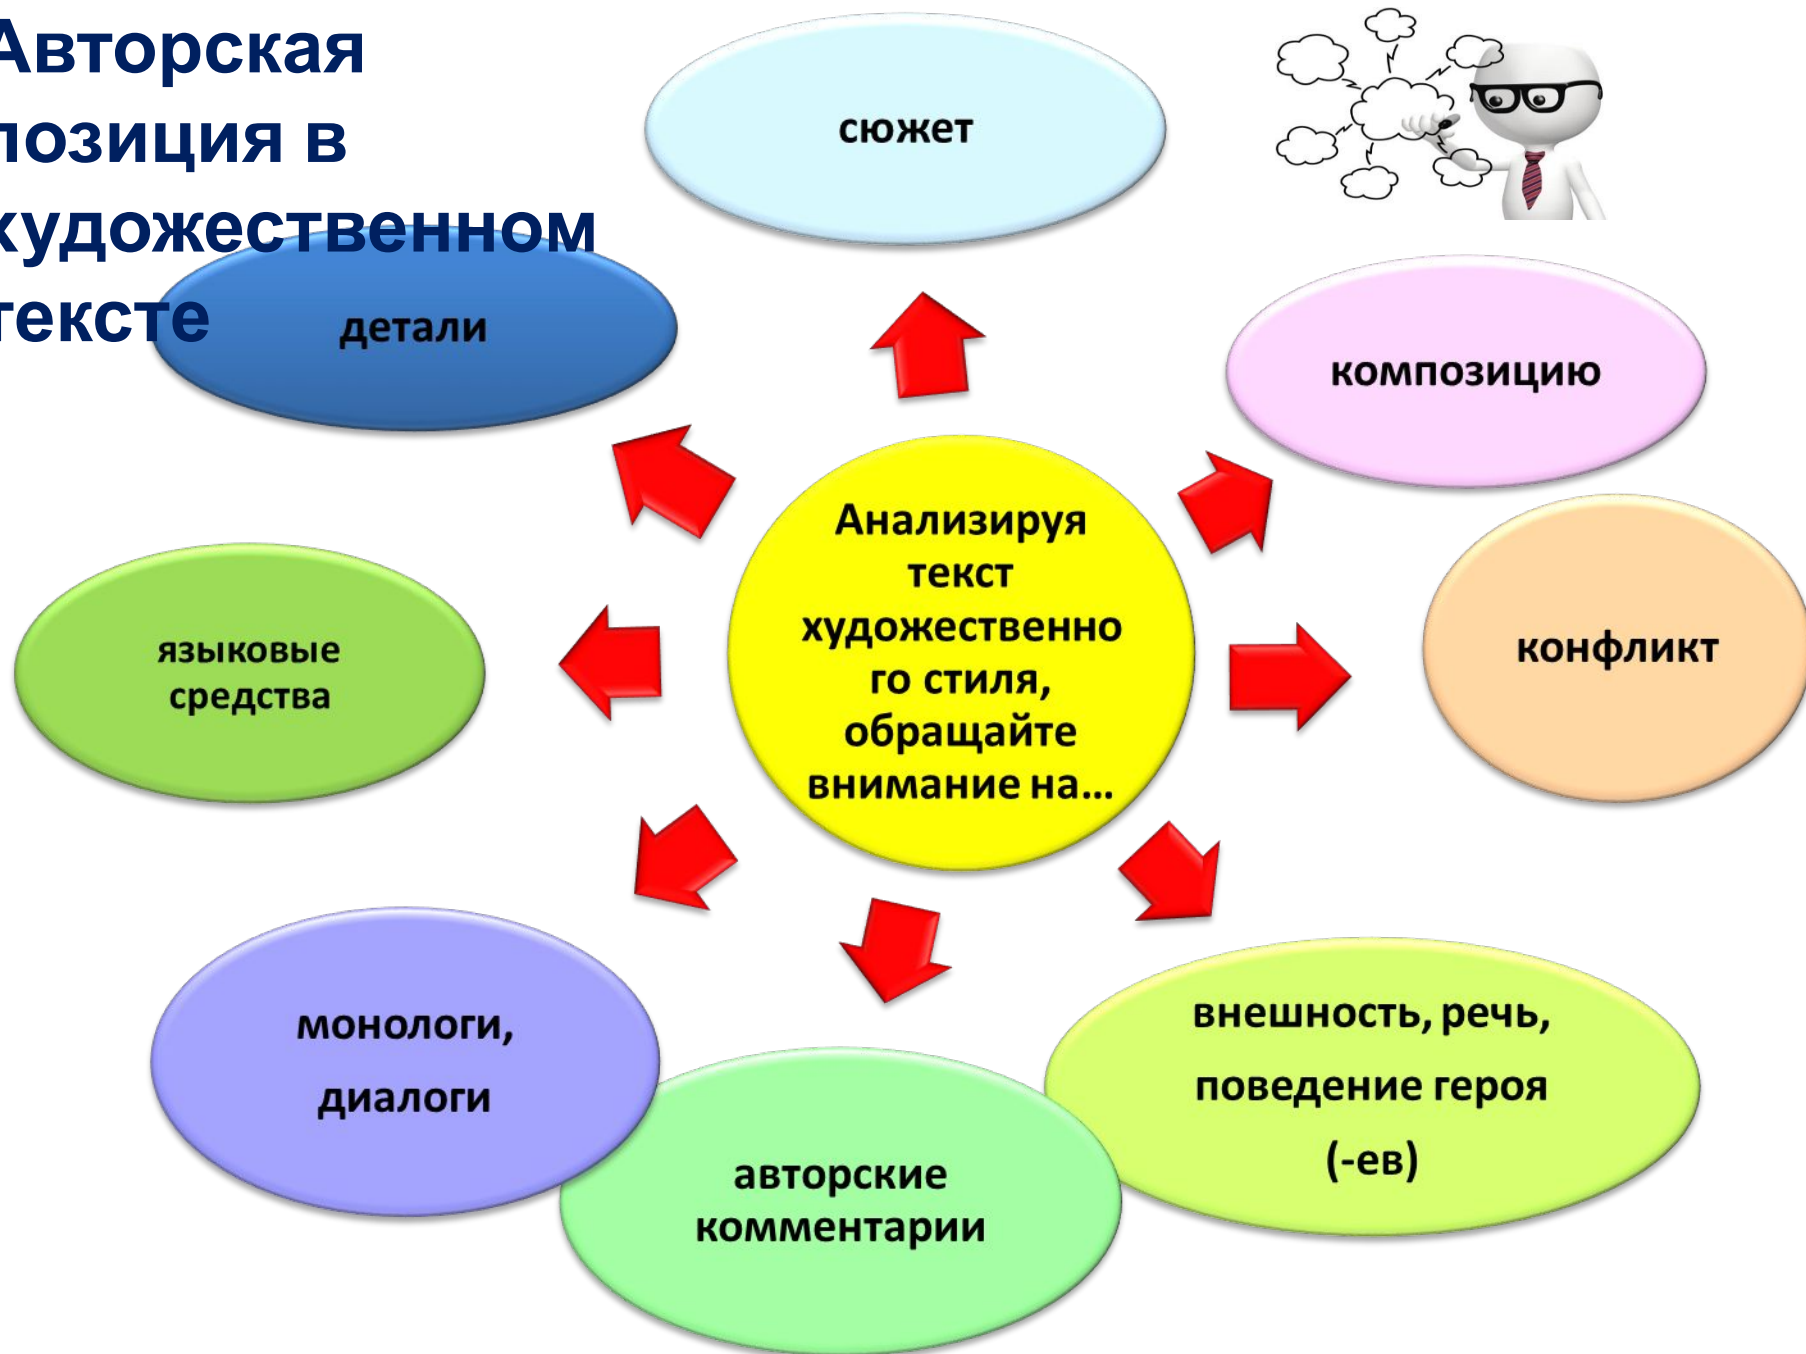 Авторская
позиция в
художественном
тексте
сюжет
композицию
конфликт
внешность, речь,
поведение героя
(-ев)
авторские
комментарии
монологи,
диалоги
языковые
средства
детали
Анализируя
текст
художественно
го стиля,
обращайте
внимание на…